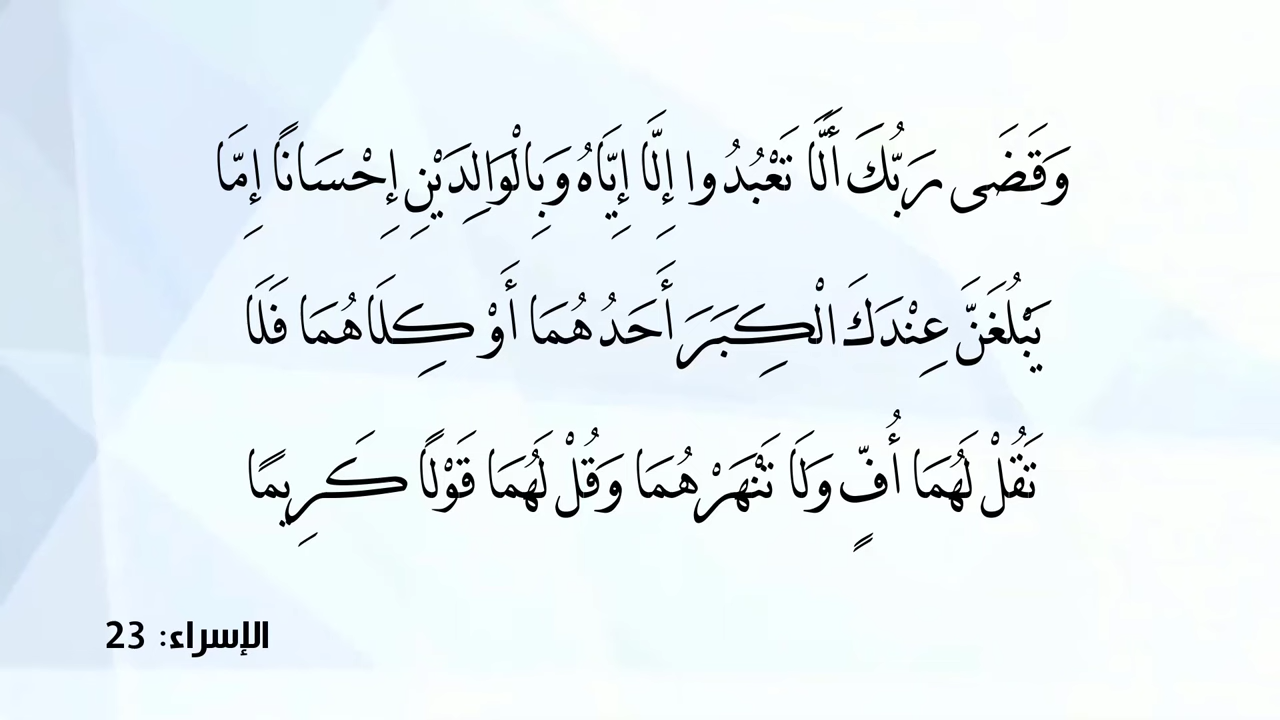 وَقَضَى رَبُّكَ أَلَّا تَعْبُدُوا إِلَّا إِيَّاهُ وَبِالْوَالِدَيْنِ إِحْسَانًا إِمَّا
يَبْلُغَنَّ عِنْدَكَ الْكِبَرَ أَحَدُهُمَا أَوْ كِلَاهُمَا فَلَا
تَقُلْ لَهُمَا أُفٍّ وَلَا تَنْهَرْهُمَا وَقُلْ لَهُمَا قَوْلًا كَرِيمًا
الإسراء: 23